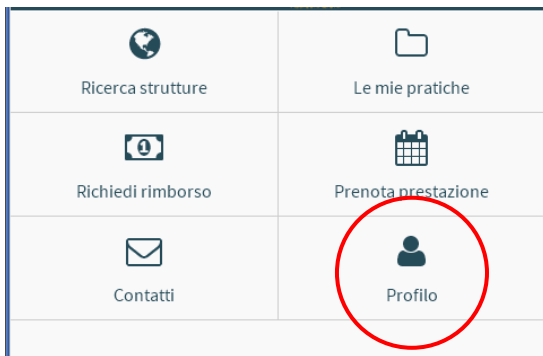 Ricerca strutture
Le mie pratiche
Richiedi rimborso
Prenota prestazione
Contatti
Profilo